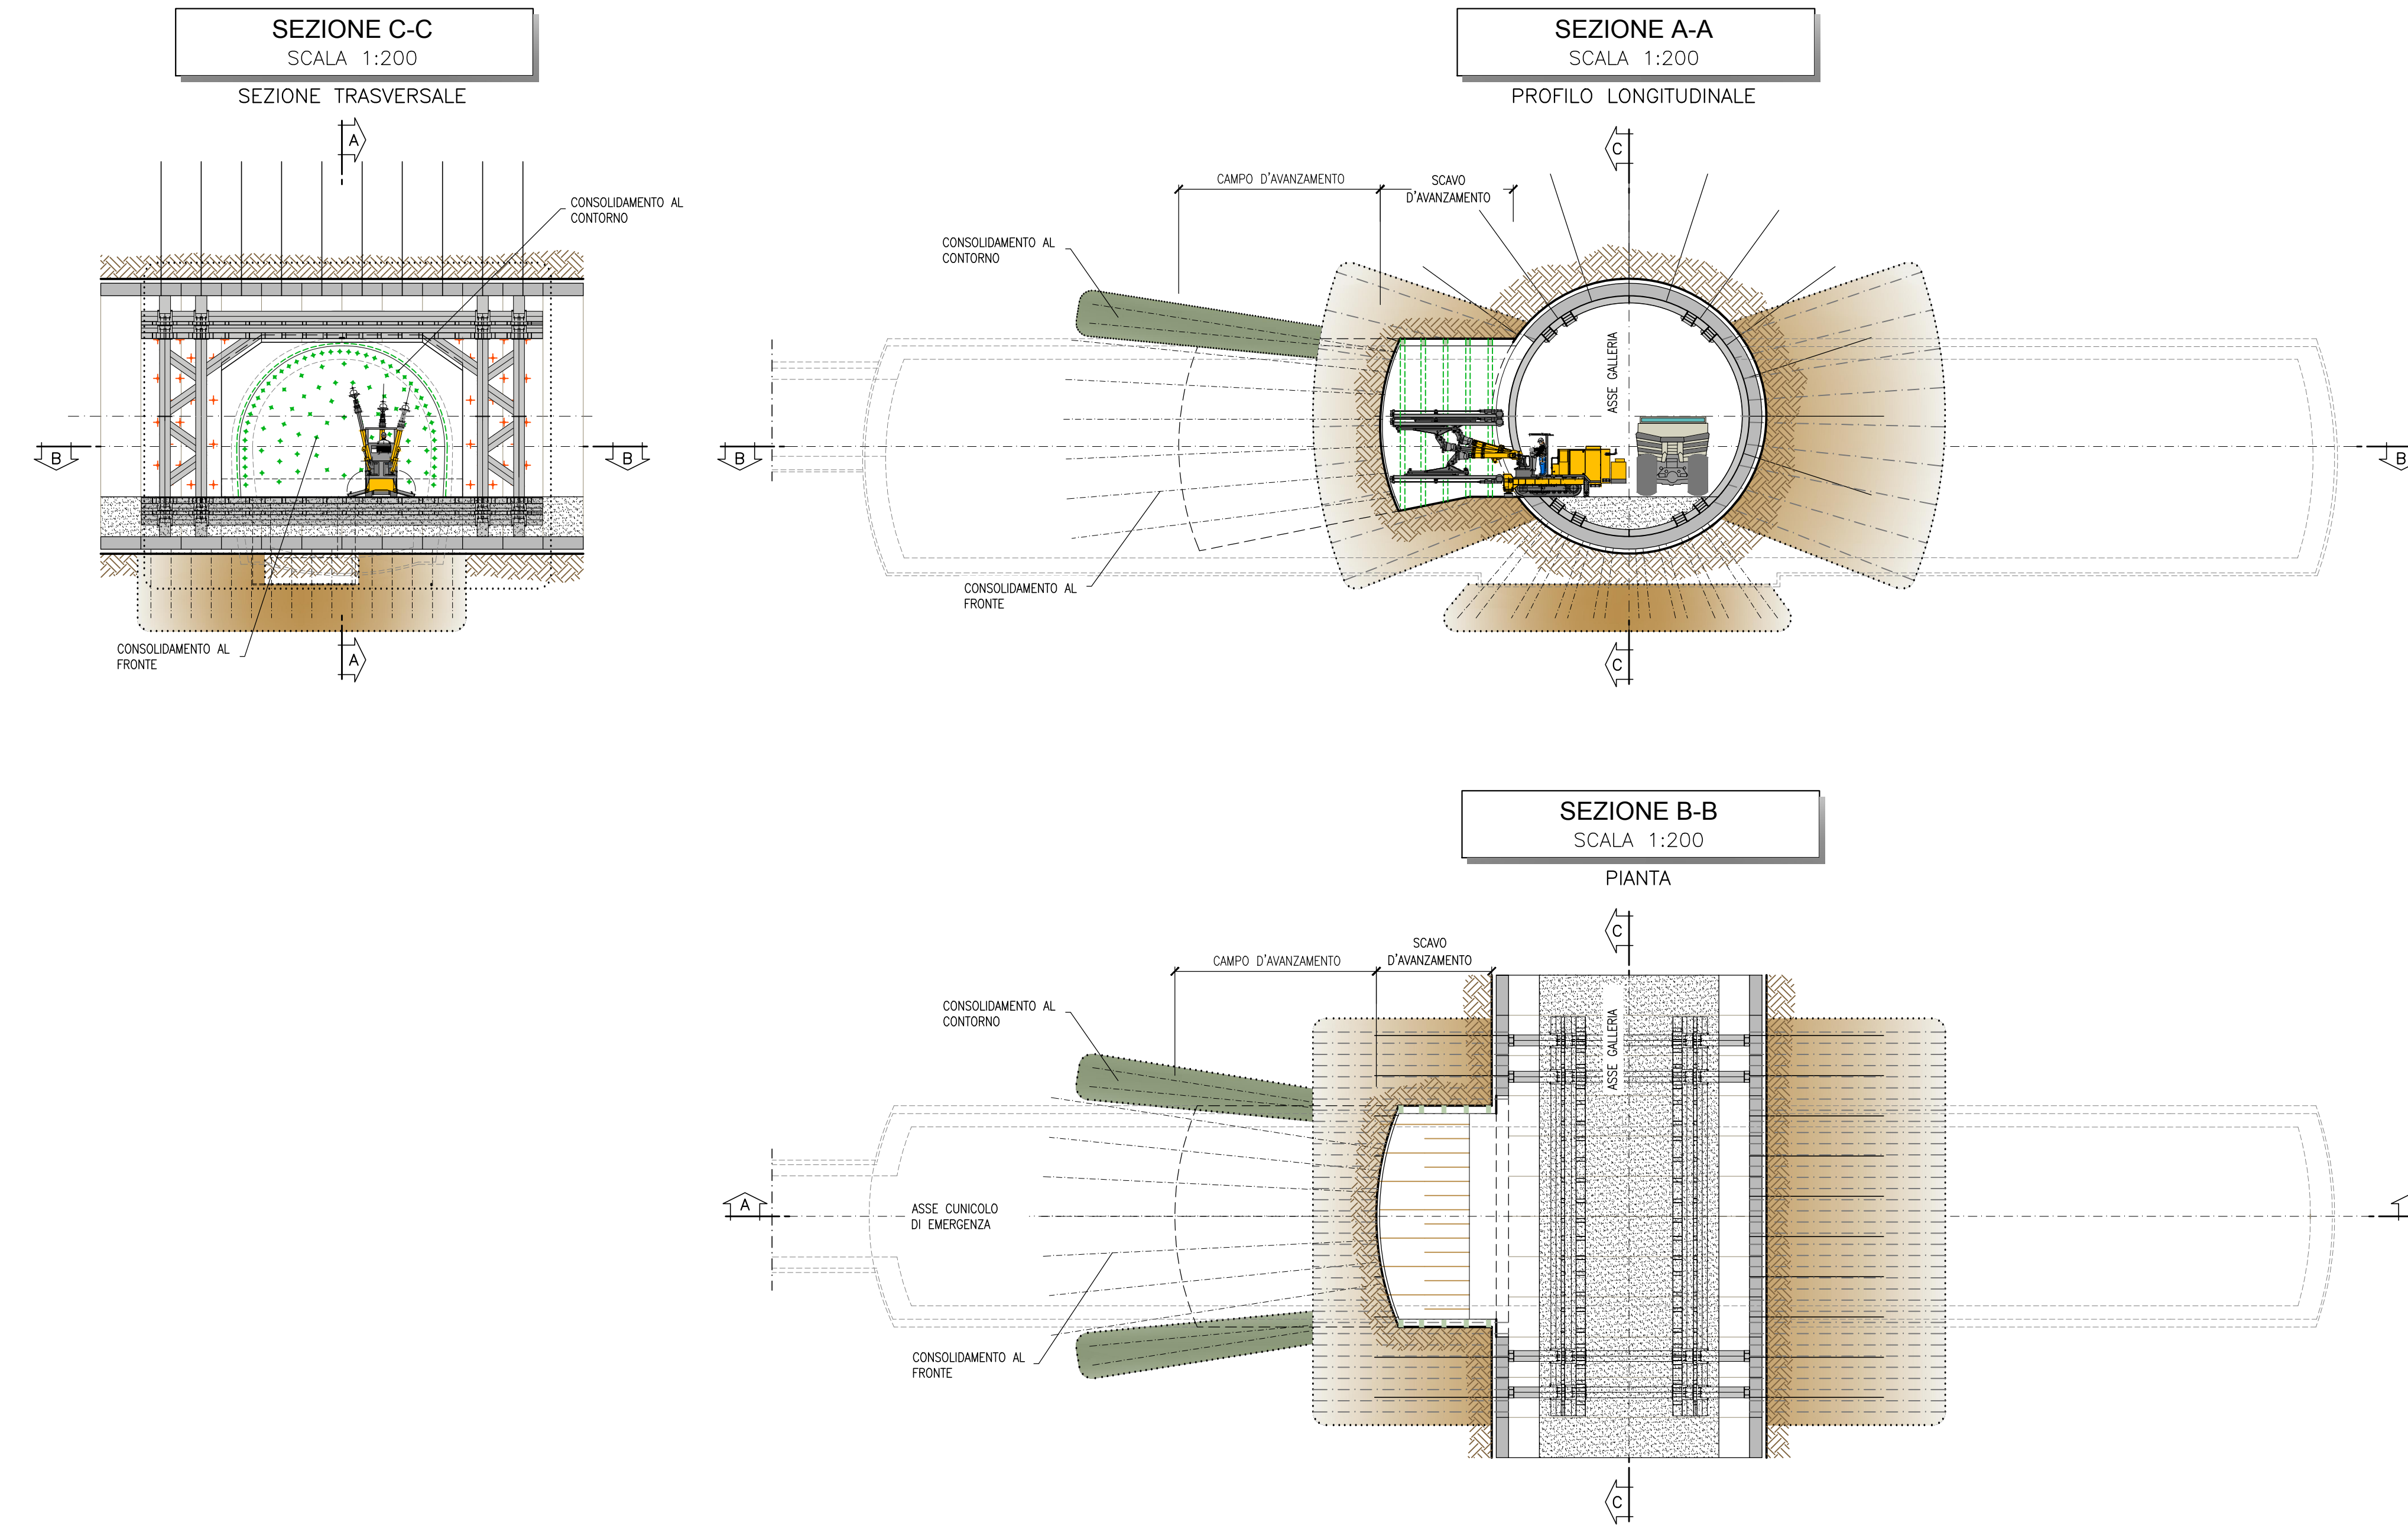 SEZIONE C-C
SCALA 1:200
SEZIONE TRASVERSALE
A
CONSOLIDAMENTO AL
CONTORNO
B
B
CONSOLIDAMENTO AL
FRONTE
A
SEZIONE A-A
SCALA 1:200
PROFILO LONGITUDINALE
C
CAMPO D'AVANZAMENTO
SCAVO
D'AVANZAMENTO
CONSOLIDAMENTO AL
CONTORNO
ASSE GALLERIA
B
B
CONSOLIDAMENTO AL
FRONTE
C
SEZIONE B-B
SCALA 1:200
PIANTA
C
CAMPO D'AVANZAMENTO
SCAVO
D'AVANZAMENTO
CONSOLIDAMENTO AL
CONTORNO
ASSE GALLERIA
A
ASSE CUNICOLO
DI EMERGENZA
CONSOLIDAMENTO AL
FRONTE
C